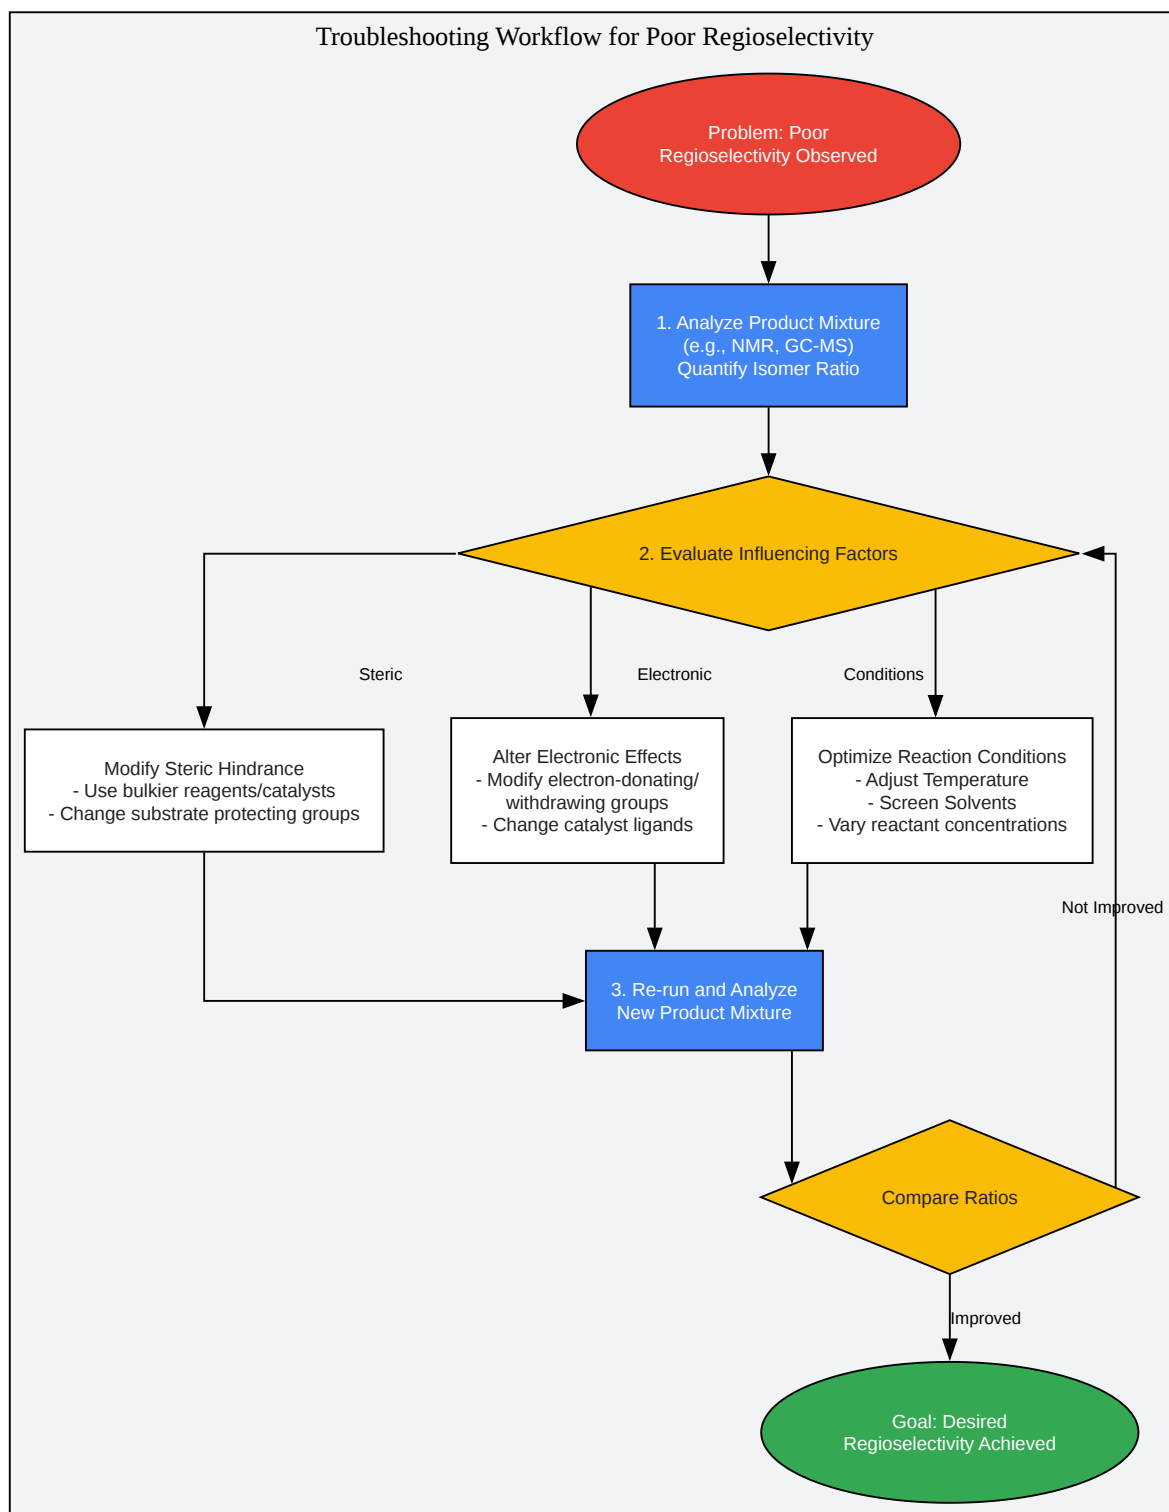 Troubleshooting Workflow for Poor Regioselectivity
Problem: Poor
Regioselectivity Observed
1. Analyze Product Mixture
(e.g., NMR, GC-MS)
Quantify Isomer Ratio
2. Evaluate Influencing Factors
Steric
Electronic
Conditions
Modify Steric Hindrance
- Use bulkier reagents/catalysts
- Change substrate protecting groups
Alter Electronic Effects
- Modify electron-donating/
withdrawing groups
- Change catalyst ligands
Optimize Reaction Conditions
- Adjust Temperature
- Screen Solvents
- Vary reactant concentrations
Not Improved
3. Re-run and Analyze
New Product Mixture
Compare Ratios
Improved
Goal: Desired
Regioselectivity Achieved